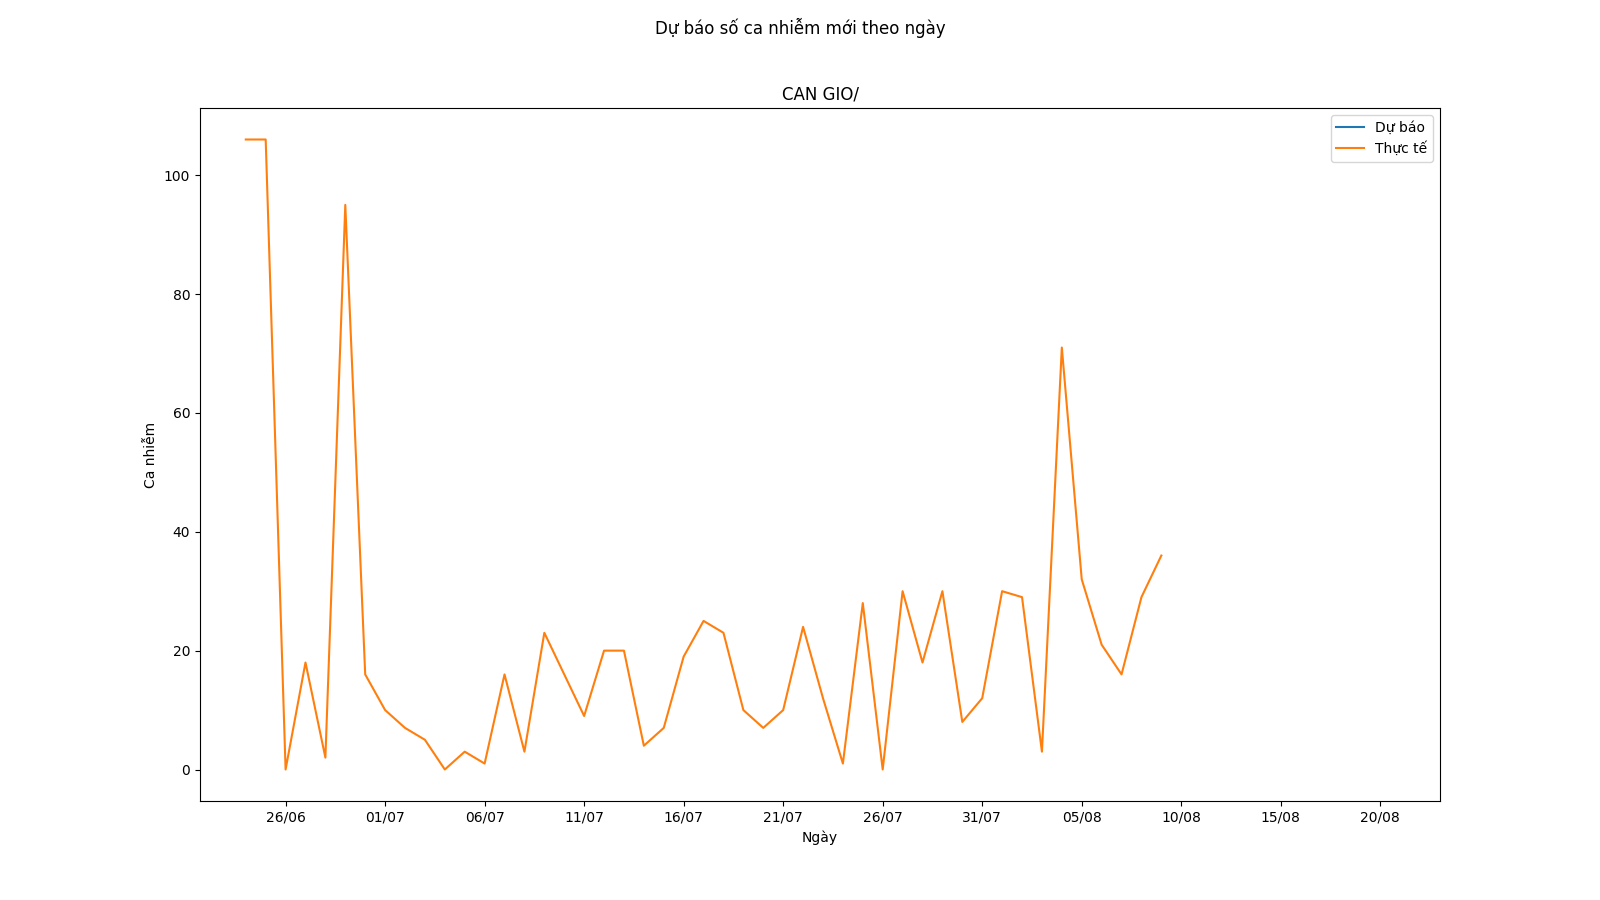 Dự báo số ca nhiễm mới theo ngày
CAN GIO/
Dự báo
Thực tế
100
80
60
40
20
0
Ca nhiễm
26/06 01/07 06/07 11/07 16/07 21/07 26/07 31/07 05/08 10/08 15/08 20/08
Ngày